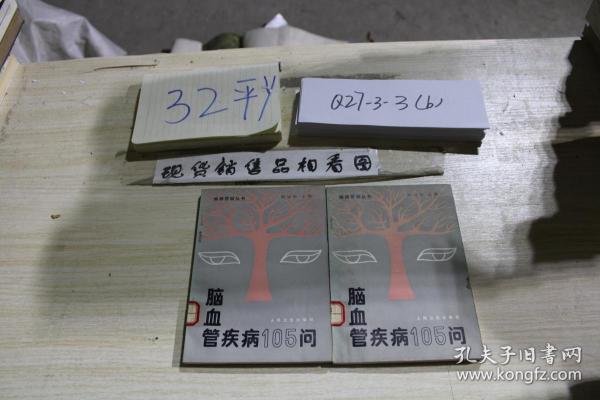 32平
Q27-3-3(b)
现货销售品相看图
脑
血
管疾病105问
脑
血
管疾病105问
孔夫子旧书网
www.kongfz.com